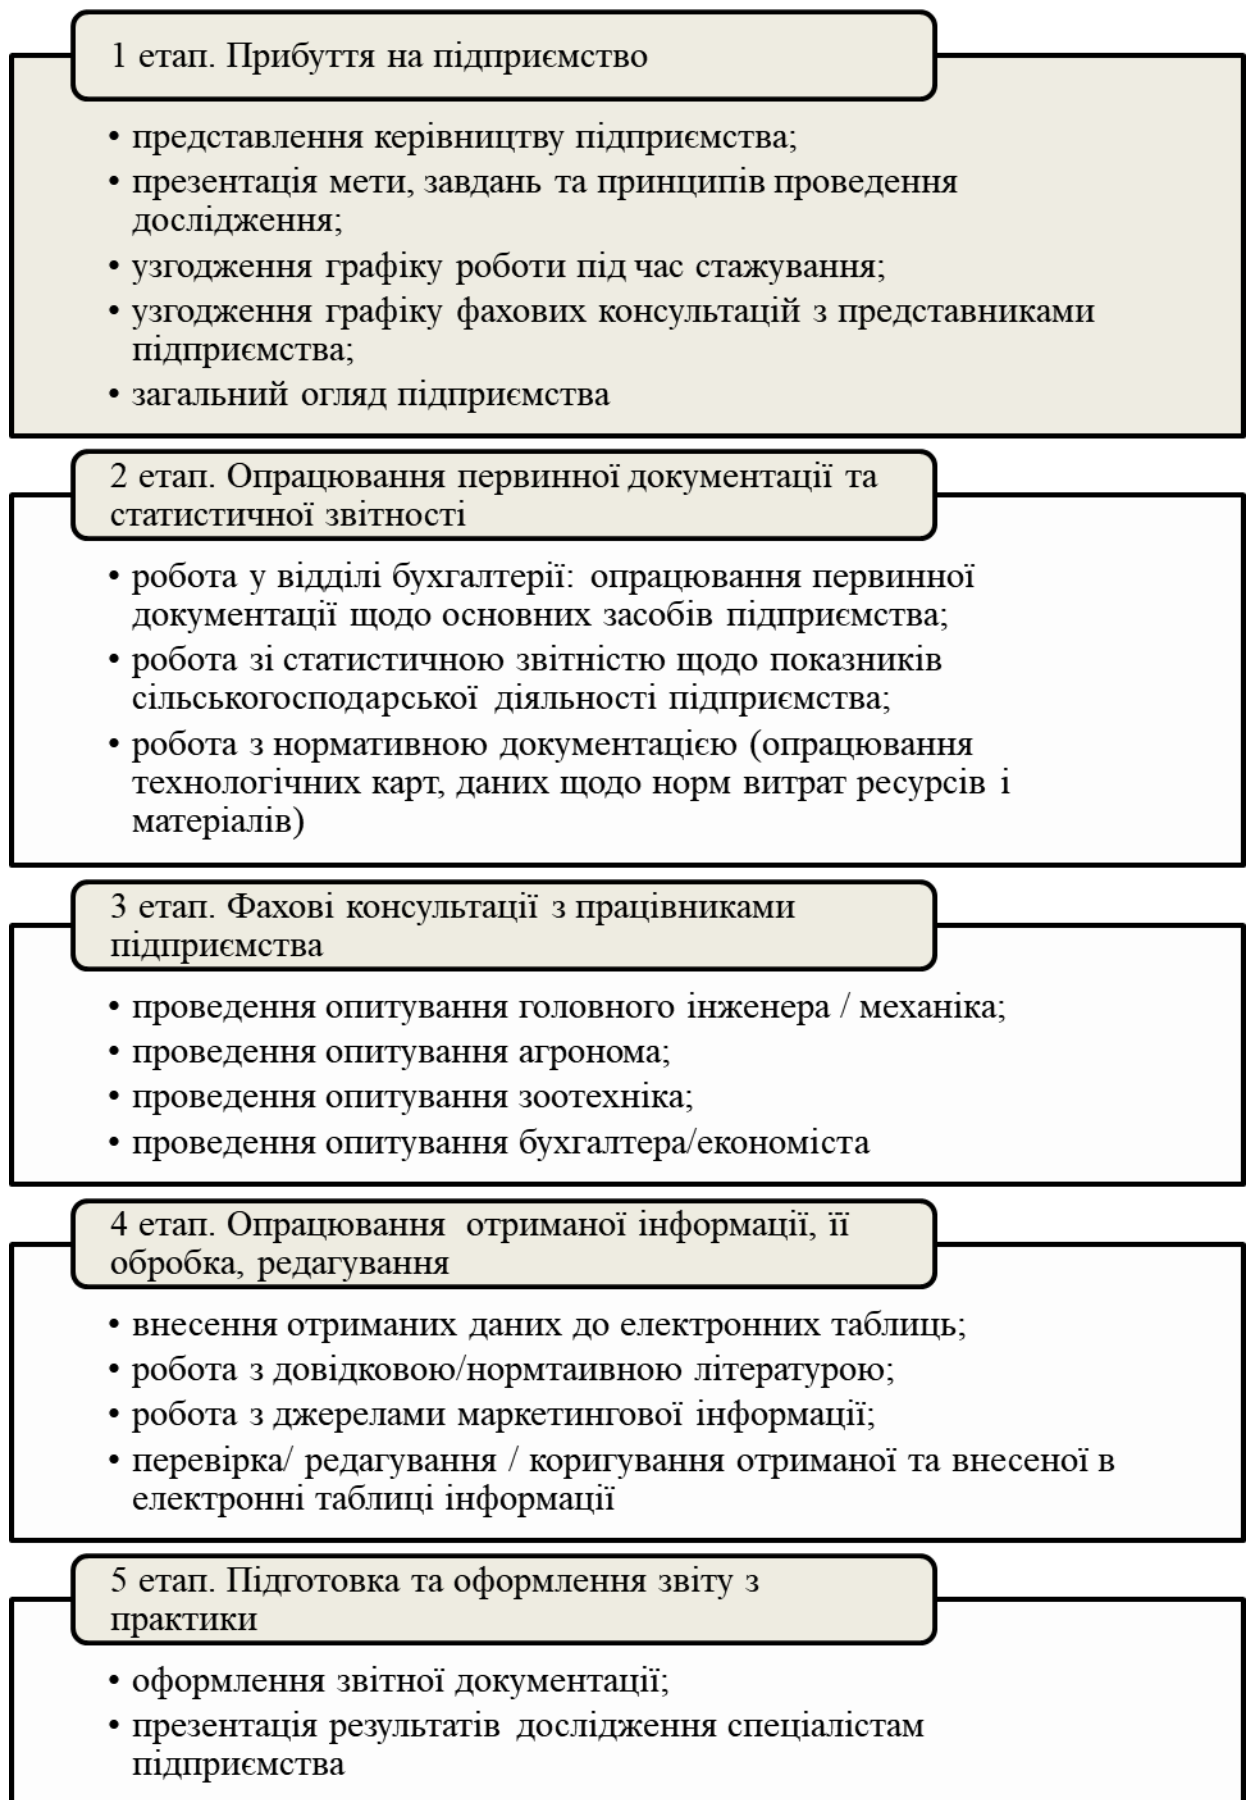 1 етап. Прибуття на підприємство
• представлення керівництву підприємства;
• презентація мети, завдань та принципів проведення
дослідження;
• узгодження графіку роботи під час стажування;
• узгодження графіку фахових консультацій з представниками
підприємства;
• загальний огляд підприємства
2 етап. Опрацювання первинної документації та
статистичної звітності
• робота у відділі бухгалтерії: опрацювання первинної
документації щодо основних засобів підприємства;
• робота зі статистичною звітністю щодо показників
сільськогосподарської діяльності підприємства;
• робота з нормативною документацією (опрацювання
технологічних карт, даних щодо норм витрат ресурсів і
матеріалів)
3 етап. Фахові консультації з працівниками
підприємства
• проведення опитування головного інженера / механіка;
• проведення опитування агронома;
• проведення опитування зоотехніка;
• проведення опитування бухгалтера/економіста
4 етап. Опрацювання отриманої інформації, її
обробка, редагування
• внесення отриманих даних до електронних таблиць;
• робота з довідковою/нормтаивною літературою;
• робота з джерелами маркетингової інформації;
• перевірка/ редагування / коригування отриманої та внесеної в
електронні таблиці інформації
5 етап. Підготовка та оформлення звіту з
практики
• оформлення звітної документації;
• презентація результатів дослідження спеціалістам
підприємства